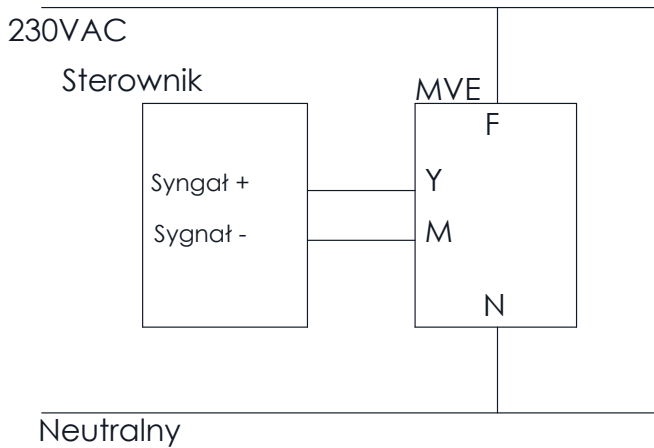 230VAC
Sterownik
MVE
F
Syngał +
Y
Sygnał -
M
N
Neutralny